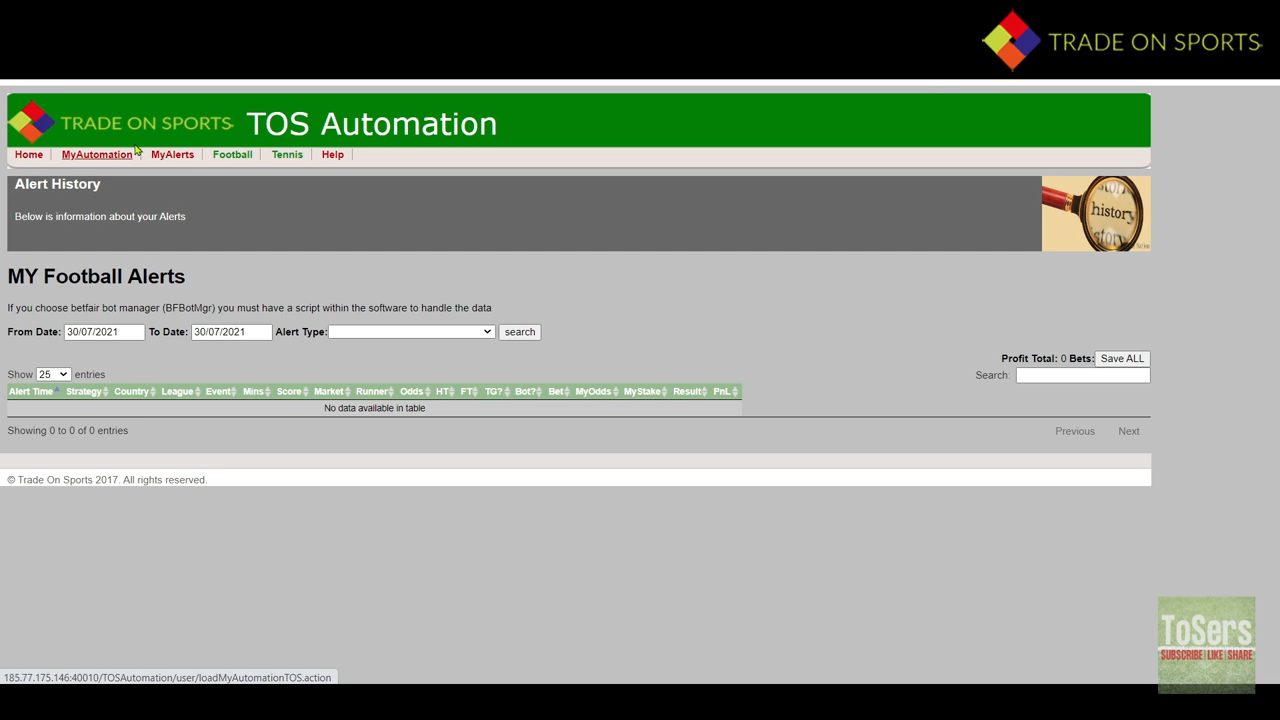 TRADE ON SPORTS
TRADE ON SPORTS TOS Automation
Home MyAutomation MyAlerts Football Tennis Help
Alert History
Below is information about your Alerts
history
MY Football Alerts
If you choose betfair bot manager (BFBotMgr) you must have a script within the software to handle the data
From Date: 30/07/2021 To Date: 30/07/2021 Alert Type: search
Profit Total: 0 Bets: Save ALL
Show 25 entries Search:
Alert Time Strategy Country League Event Mins Score Market Runner Odds HT FT TG? Bot? Bet MyOdds MyStake Result PnL
No data available in table
Showing 0 to 0 of 0 entries Previous Next
© Trade On Sports 2017. All rights reserved.
ToSers
SUBSCRIBE|LIKE|SHARE
185.77.175.146:40010/TOSAutomation/user/loadMyAutomationTOS.action